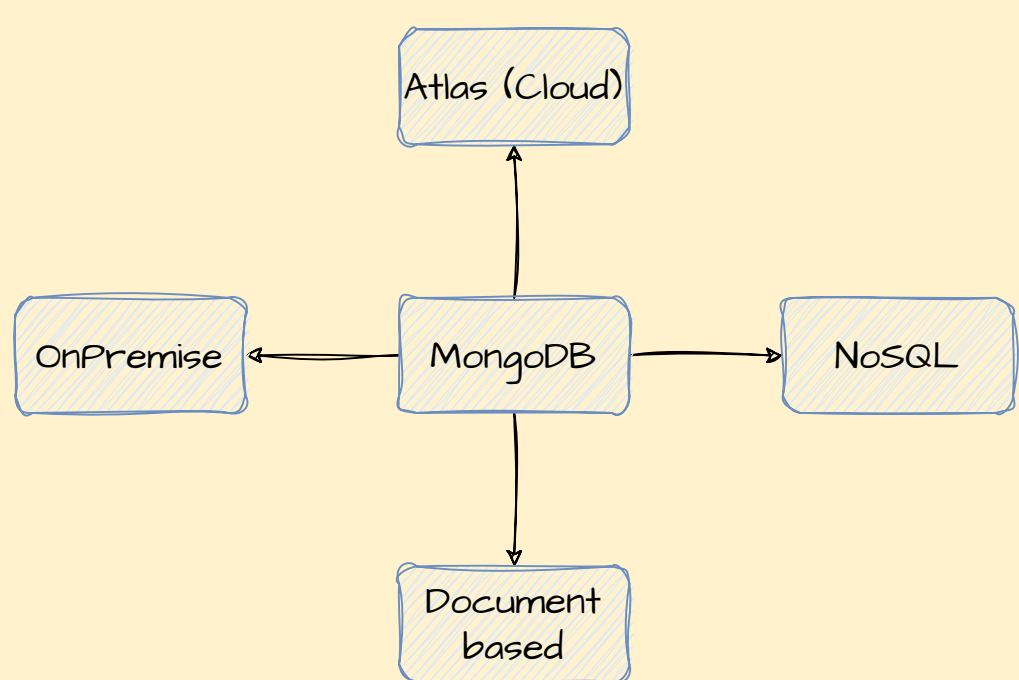 Atlas (Cloud)
OnPremise
MongoDB
NoSQL
Document
based